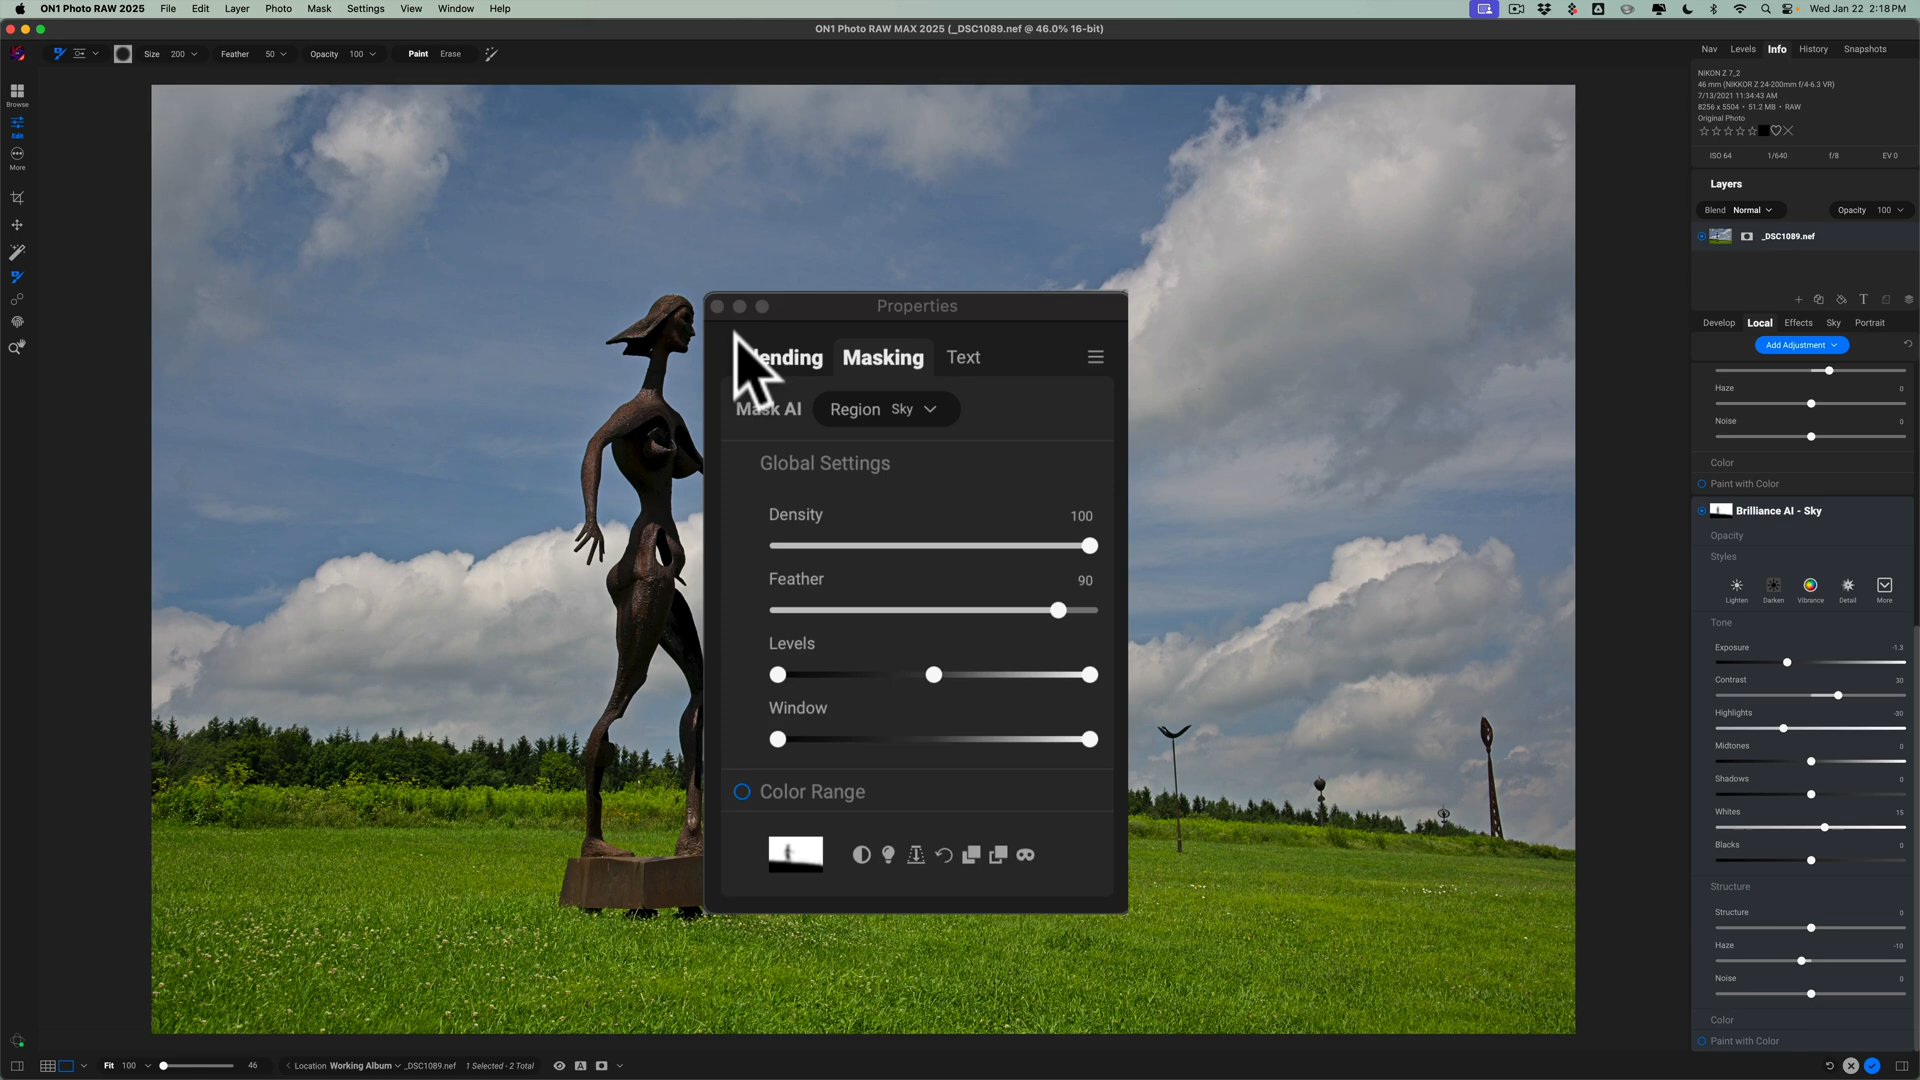 ON1 Photo RAW 2025 File Edit Layer Photo Mask Settings View Window Help
Wed Jan 22 2:18 PM
ON1 Photo RAW MAX 2025 (_DSC1089.nef @ 46.0% 16-bit)
Size 200 Feather 50 Opacity 100 Paint Erase
Nav Levels Info History Snapshots
NIKON Z 7_2
46 mm (NIKKOR Z 24-200mm f/4-6.3 VR)
7/13/2021 11:34:43 AM
8256 x 5504 • 51.2 MB • RAW
Original Photo
ISO 64 1/640 f/8 EV 0
Browse
Edit
More
Layers
Blend Normal Opacity 100
_DSC1089.nef
T
Develop Local Effects Sky Portrait
Add Adjustment
Haze 0
Noise 0
Color
Paint with Color
Brilliance AI - Sky
Opacity
Styles
Lighten Darken Vibrance Detail More
Tone
Exposure -1.3
Contrast 30
Highlights -30
Midtones 0
Shadows 0
Whites 15
Blacks 0
Structure
Structure 0
Haze -10
Noise 0
Color
Paint with Color
Properties
lending Masking Text
Mask AI Region Sky
Global Settings
Density 100
Feather 90
Levels
Window
Color Range
Fit 100 46 Location Working Album _DSC1089.nef 1 Selected - 2 Total
A